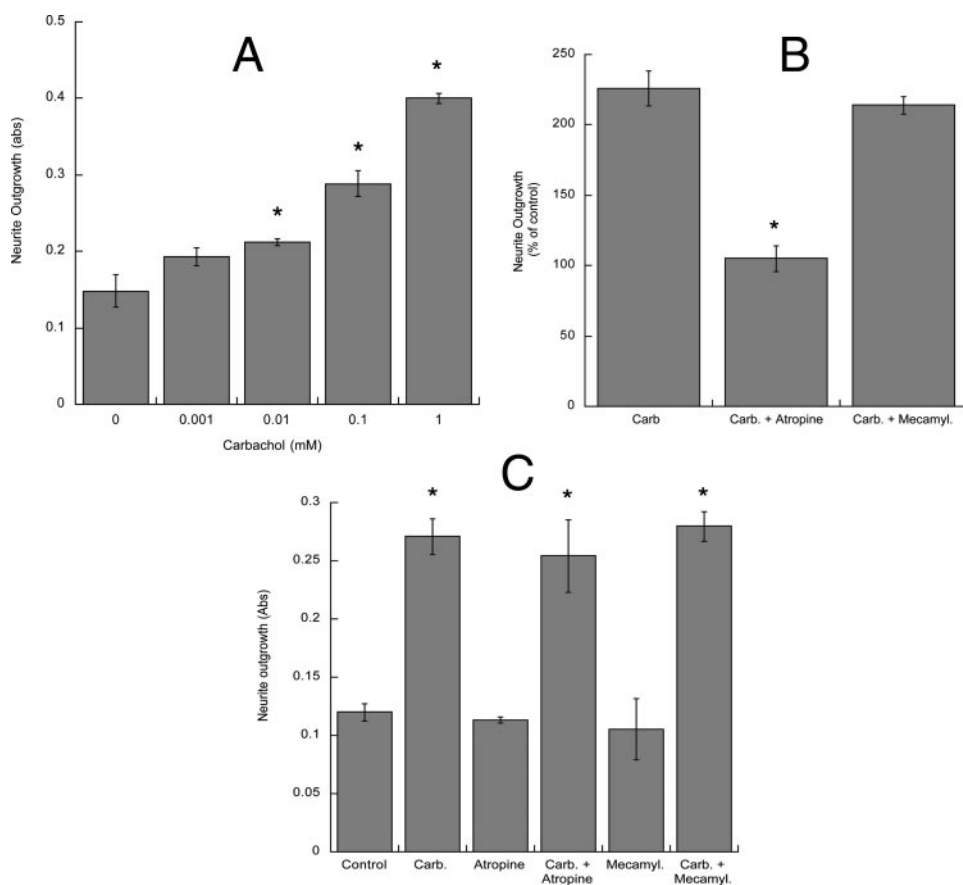 A
Neurite Outgrowth (abs)
0.5
0.4
0.3
0.2
0.1
0
*
*
*
0 0.001 0.01 0.1 1
Carbachol (mM)
B
Neurite Outgrowth
(% of control)
250
200
150
100
50
0
*
Carb Carb. + Atropine Carb. + Mecamyl.
C
Neurite outgrowth (Abs)
0.3
0.25
0.2
0.15
0.1
0.05
0
*
*
*
Control Carb. Atropine Carb. + Mecamyl. Carb. +
Atropine Mecamyl.